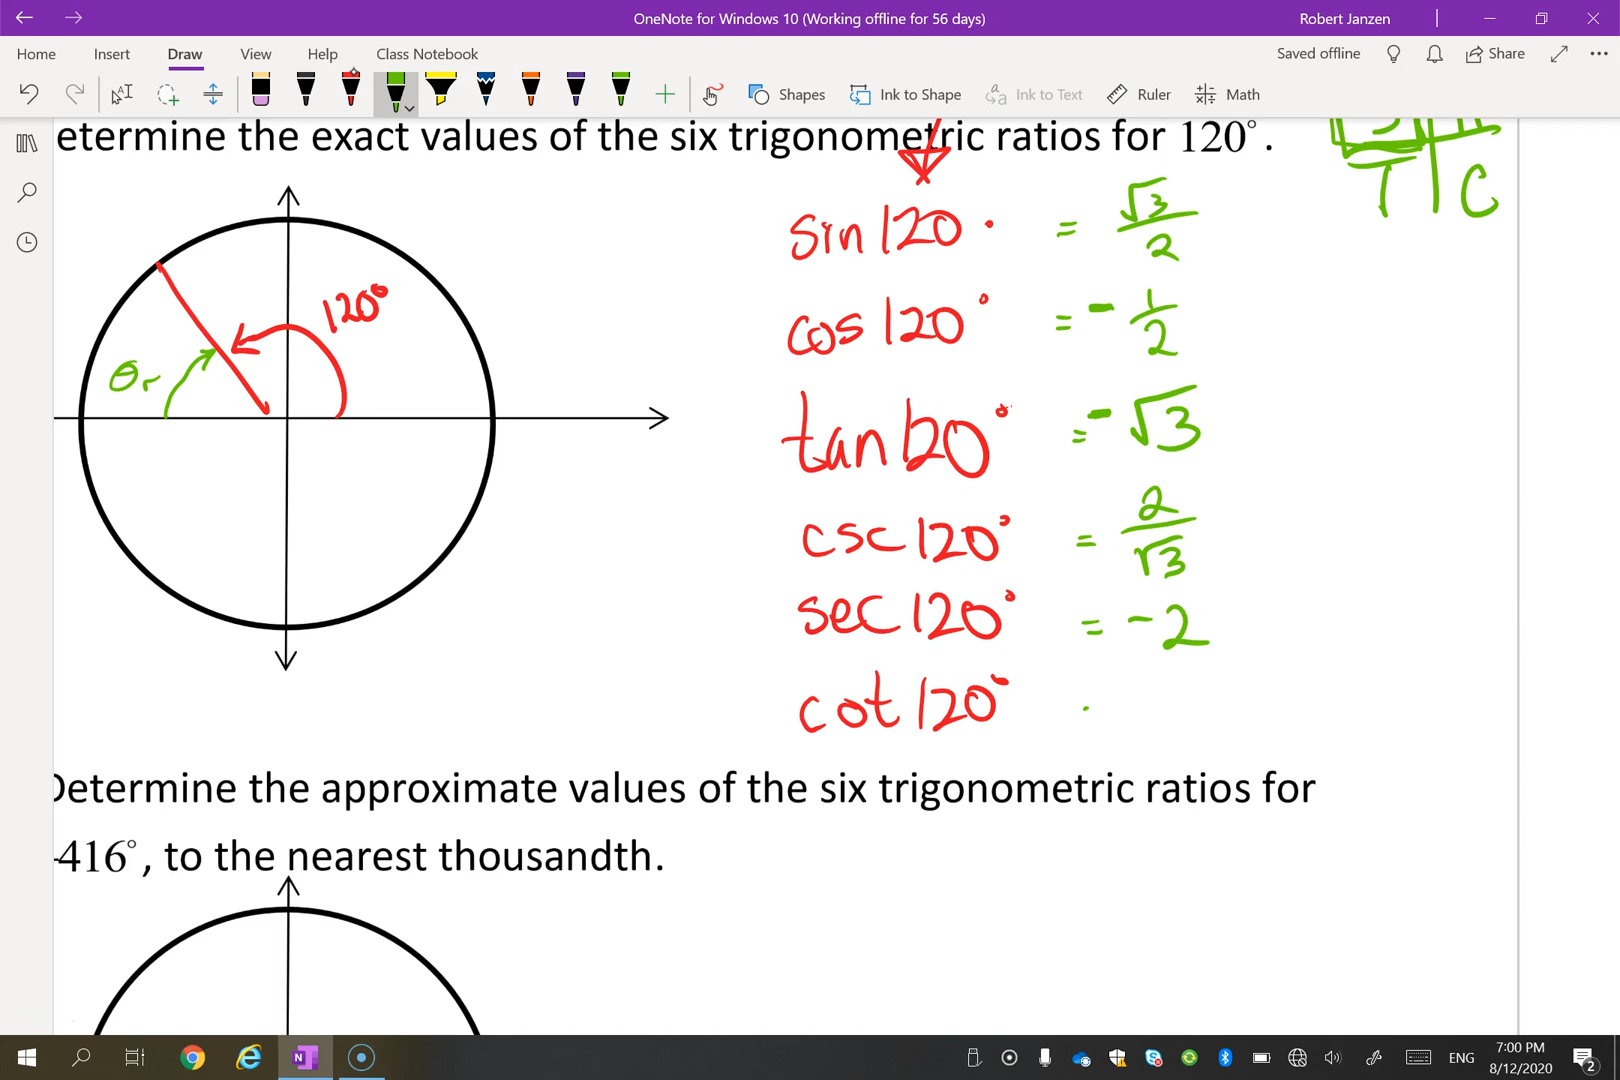 OneNote for Windows 10 (Working offline for 56 days)
Robert Janzen
Home Insert Draw View Help Class Notebook
Saved offline
Share
Shapes Ink to Shape Ink to Text Ruler Math
etermine the exact values of the six trigonometric ratios for 120°.
T C
120°
θr
sin 120 · = √3/2
cos 120° = - 1/2
tan 120° = - √3
csc 120° = 2/√3
sec 120° = -2
cot 120°
Determine the approximate values of the six trigonometric ratios for
-416°, to the nearest thousandth.
ENG
7:00 PM
8/12/2020
2